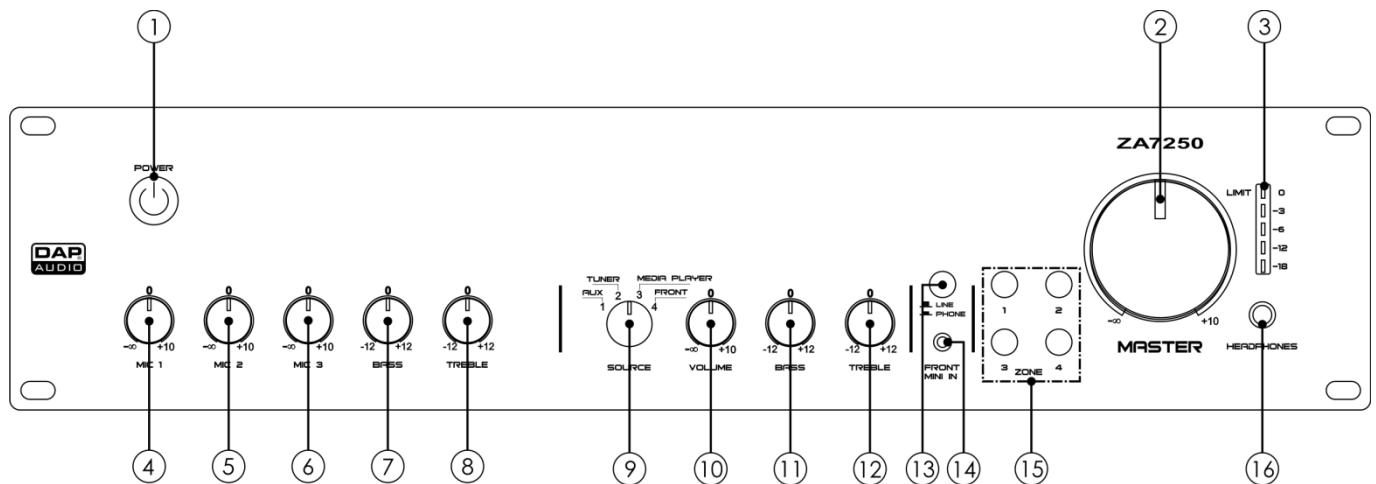 1
2
3
POWER
ZA7250
LIMIT 0
-3
-6
-12
-18
DAP®
AUDIO
TUNER MEDIA PLAYER
AUX 2 3 FRONT
1 4
0 0 0 0 0 0 0 0
LINE
PHONE
1 2
-∞ +10 -∞ +10 -∞ +10 -12 +12 -12 +12 -∞ +10 -12 +12 -12 +12
-∞ +10
MIC 1 MIC 2 MIC 3 BASS TREBLE SOURCE VOLUME BASS TREBLE
FRONT
MINI IN
3 ZONE 4
MASTER
HEADPHONES
4 5 6 7 8 9 10 11 12 13 14 15 16